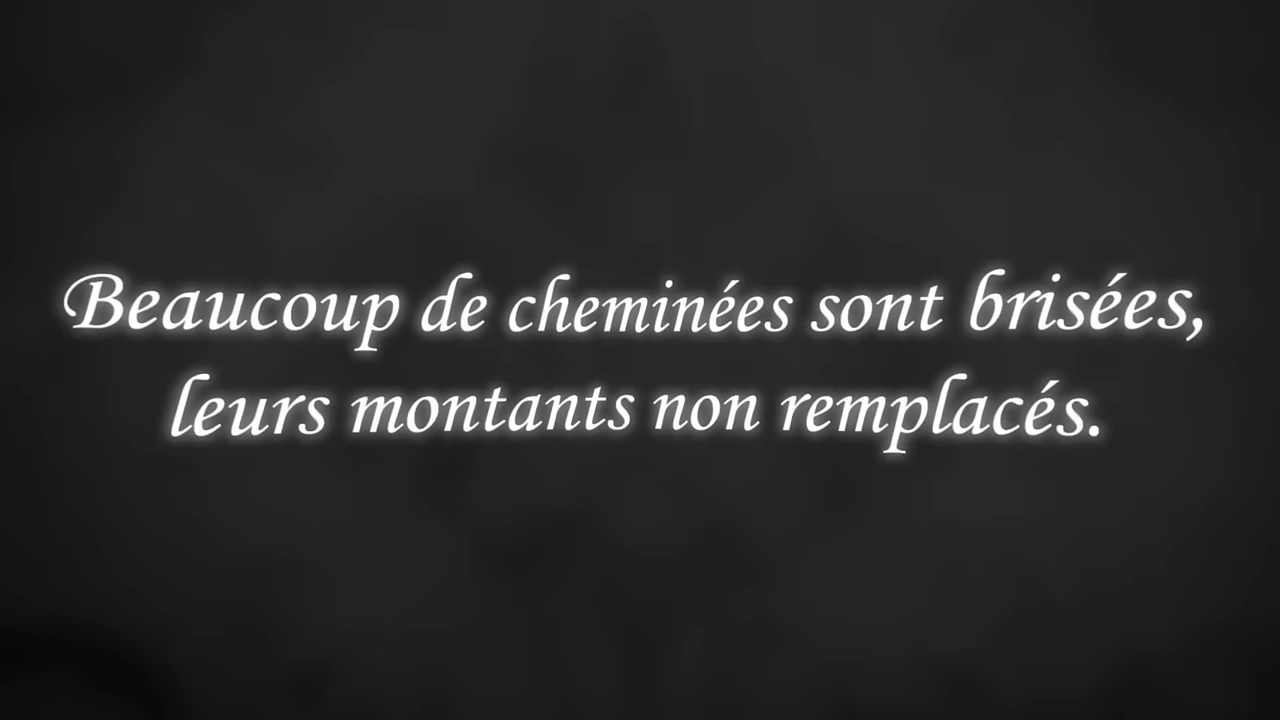 Beaucoup de cheminées sont brisées,
leurs montants non remplacés.